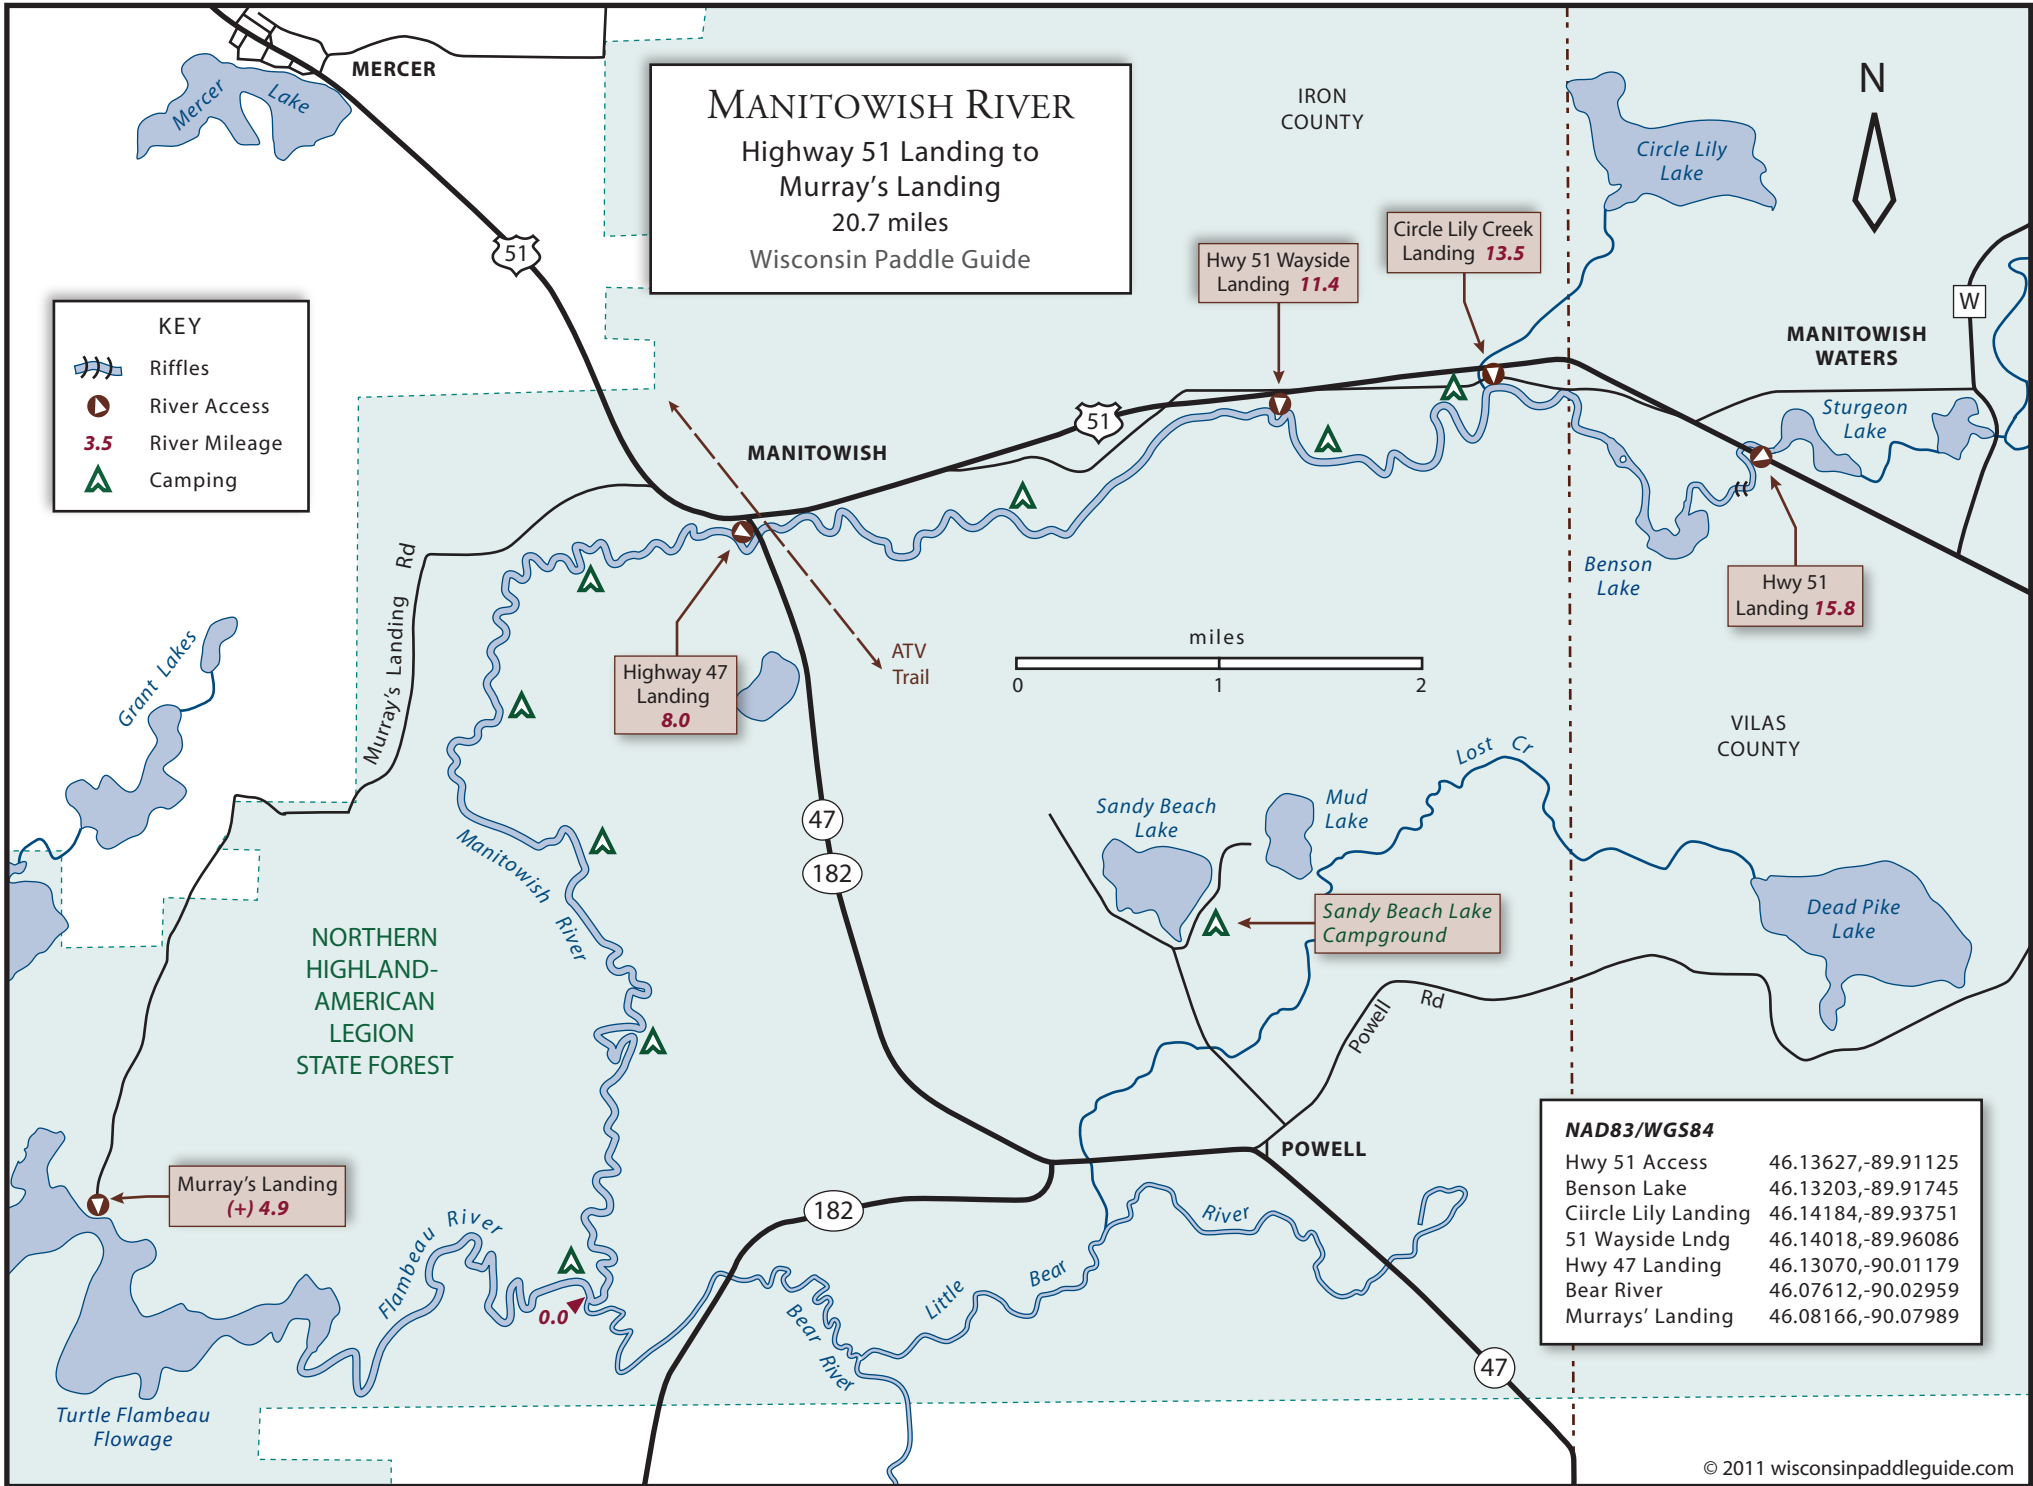 MERCER
Mercer Lake
MANITOWISH RIVER
Highway 51 Landing to
Murray's Landing
20.7 miles
Wisconsin Paddle Guide
IRON
COUNTY
N
Circle Lily
Lake
Circle Lily Creek
Landing 13.5
Hwy 51 Wayside
Landing 11.4
51
W
KEY
Riffles
River Access
3.5 River Mileage
Camping
MANITOWISH
WATERS
Sturgeon
Lake
51
MANITOWISH
Benson
Lake
Hwy 51
Landing 15.8
Murray's Landing Rd
Grant Lakes
Highway 47
Landing
8.0
ATV
Trail
miles
0 1 2
VILAS
COUNTY
Lost Cr
Sandy Beach
Lake
Mud
Lake
47
182
Manitowish River
Sandy Beach Lake
Campground
Dead Pike
Lake
NORTHERN
HIGHLAND-
AMERICAN
LEGION
STATE FOREST
Powell Rd
POWELL
Murray's Landing
(+) 4.9
182
Flambeau River
0.0
Bear River
Little Bear River
47
Turtle Flambeau
Flowage
NAD83/WGS84
Hwy 51 Access 46.13627,-89.91125
Benson Lake 46.13203,-89.91745
Ciircle Lily Landing 46.14184,-89.93751
51 Wayside Lndg 46.14018,-89.96086
Hwy 47 Landing 46.13070,-90.01179
Bear River 46.07612,-90.02959
Murrays' Landing 46.08166,-90.07989
© 2011 wisconsinpaddleguide.com